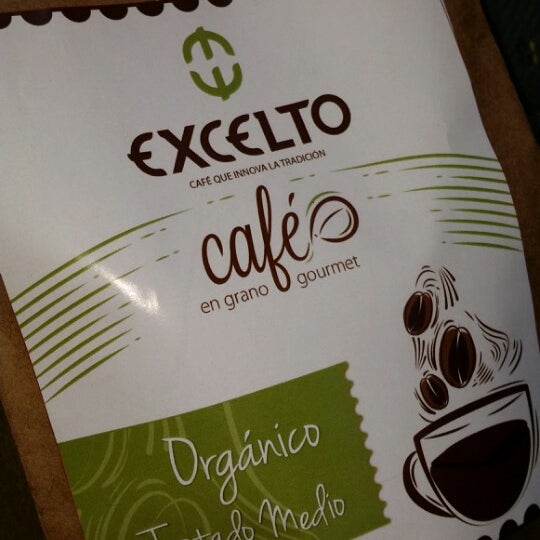 EXCELTO
CAFÉ QUE INNOVA LA TRADICIÓN
café
en grano gourmet
Orgánico
Tostado Medio